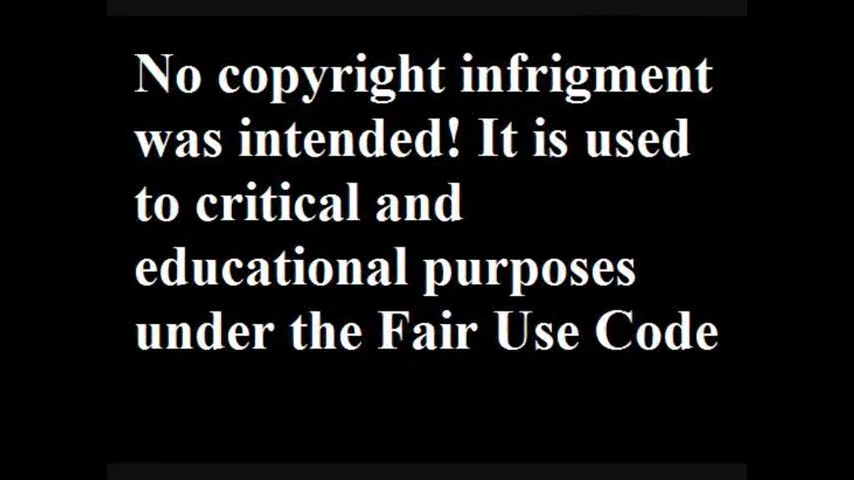 No copyright infrigment
was intended! It is used
to critical and
educational purposes
under the Fair Use Code